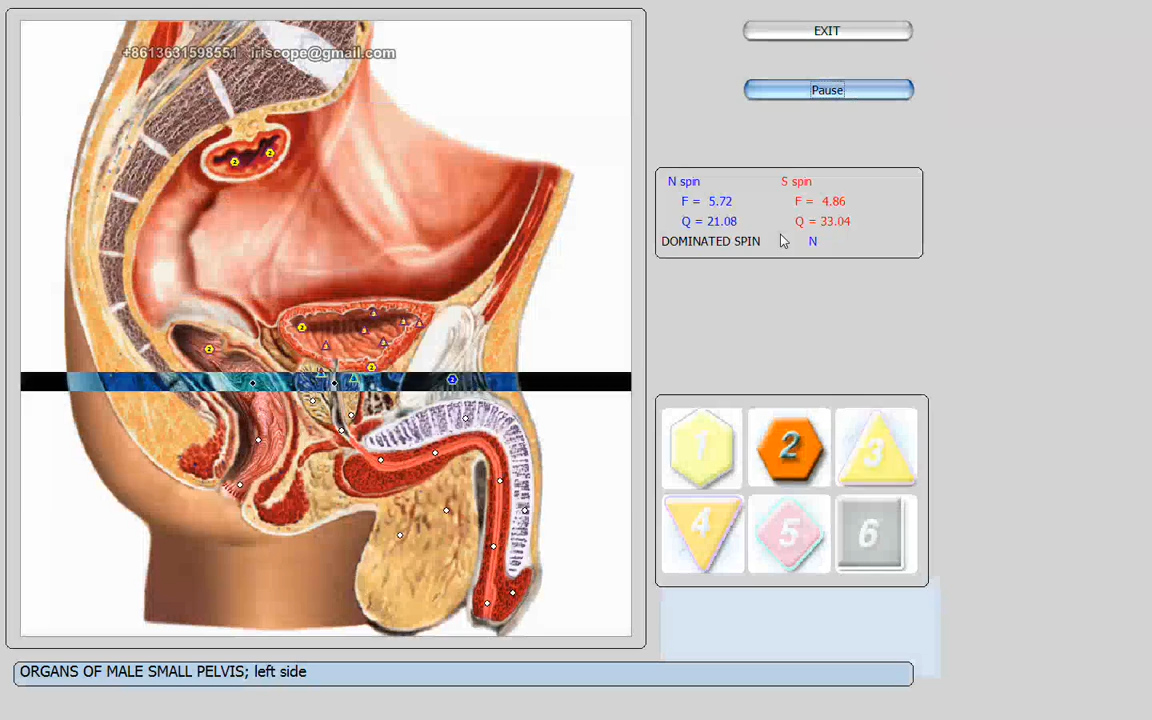 +8613631598551 iriscope@gmail.com
EXIT
Pause
N spin S spin
F = 5.72 F = 4.86
Q = 21.08 Q = 33.04
DOMINATED SPIN N
1 2 3
4 5 6
ORGANS OF MALE SMALL PELVIS; left side